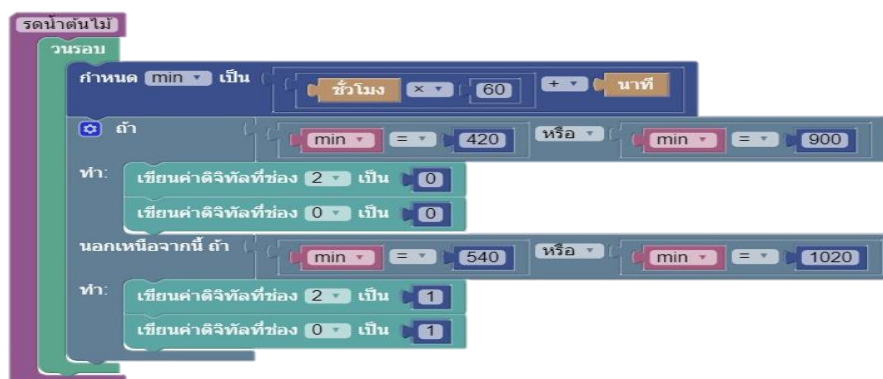 รดน้ำต้นไม้
วนรอบ
กำหนด min เป็น ชั่วโมง × 60 + นาที
ถ้า min = 420 หรือ min = 900
ทำ: เขียนค่าดิจิทัลที่ช่อง 2 เป็น 0
เขียนค่าดิจิทัลที่ช่อง 0 เป็น 0
นอกเหนือจากนี้ ถ้า min = 540 หรือ min = 1020
ทำ: เขียนค่าดิจิทัลที่ช่อง 2 เป็น 1
เขียนค่าดิจิทัลที่ช่อง 0 เป็น 1